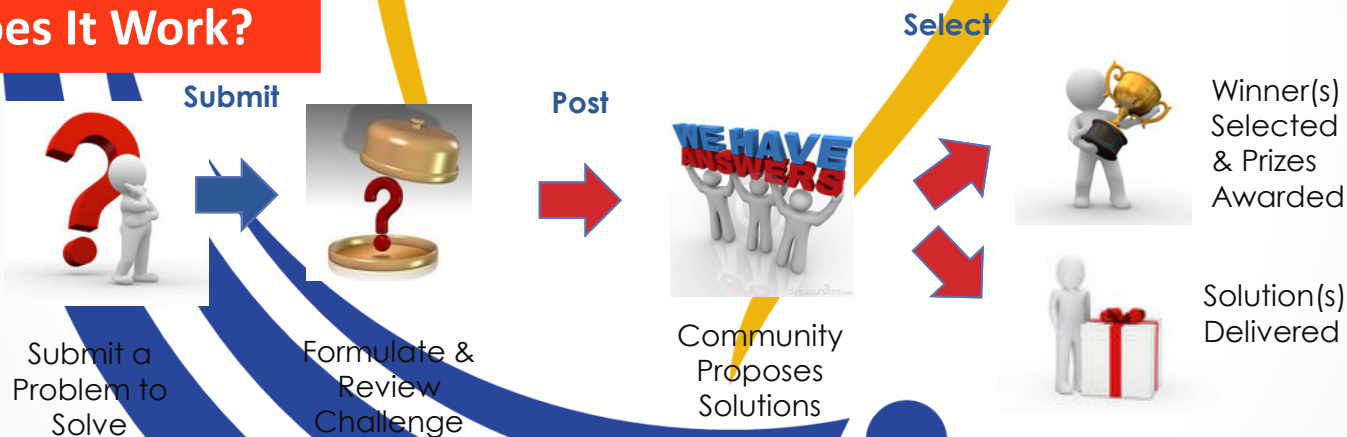 oes It Work?
Select
Submit
Post
WE HAVE
ANSWERS
Winner(s)
Selected
& Prizes
Awarded
Solution(s)
Delivered
Submit a
Problem to
Solve
Formulate &
Review
Challenge
Community
Proposes
Solutions